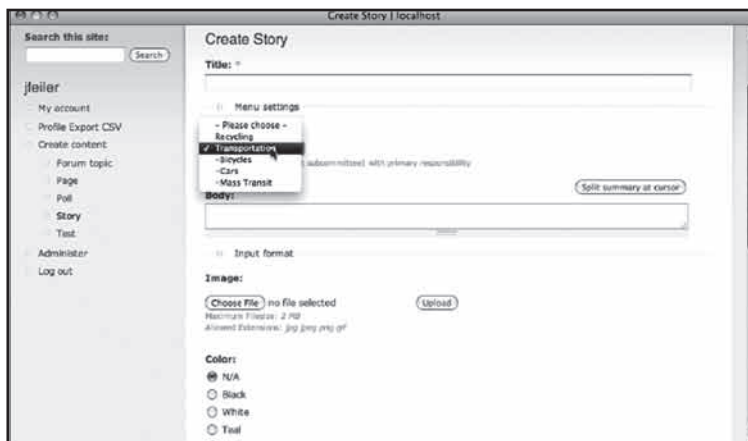 Create Story | localhost
Search this site:
Search
jfeiler
My account
Profile Export CSV
Create content
Forum topic
Page
Poll
Story
Test
Administer
Log out
Create Story
Title: *
Menu settings
- Please choose -
Recycling
✓ Transportation
-Bicycles
-Cars
-Mass Transit
subcommittee) with primary responsibility
Split summary at cursor
Body:
Input format
Image:
Choose File no file selected
Upload
Maximum Filesize: 2 MB
Allowed Extensions: jpg jpeg png gif
Color:
N/A
Black
White
Teal